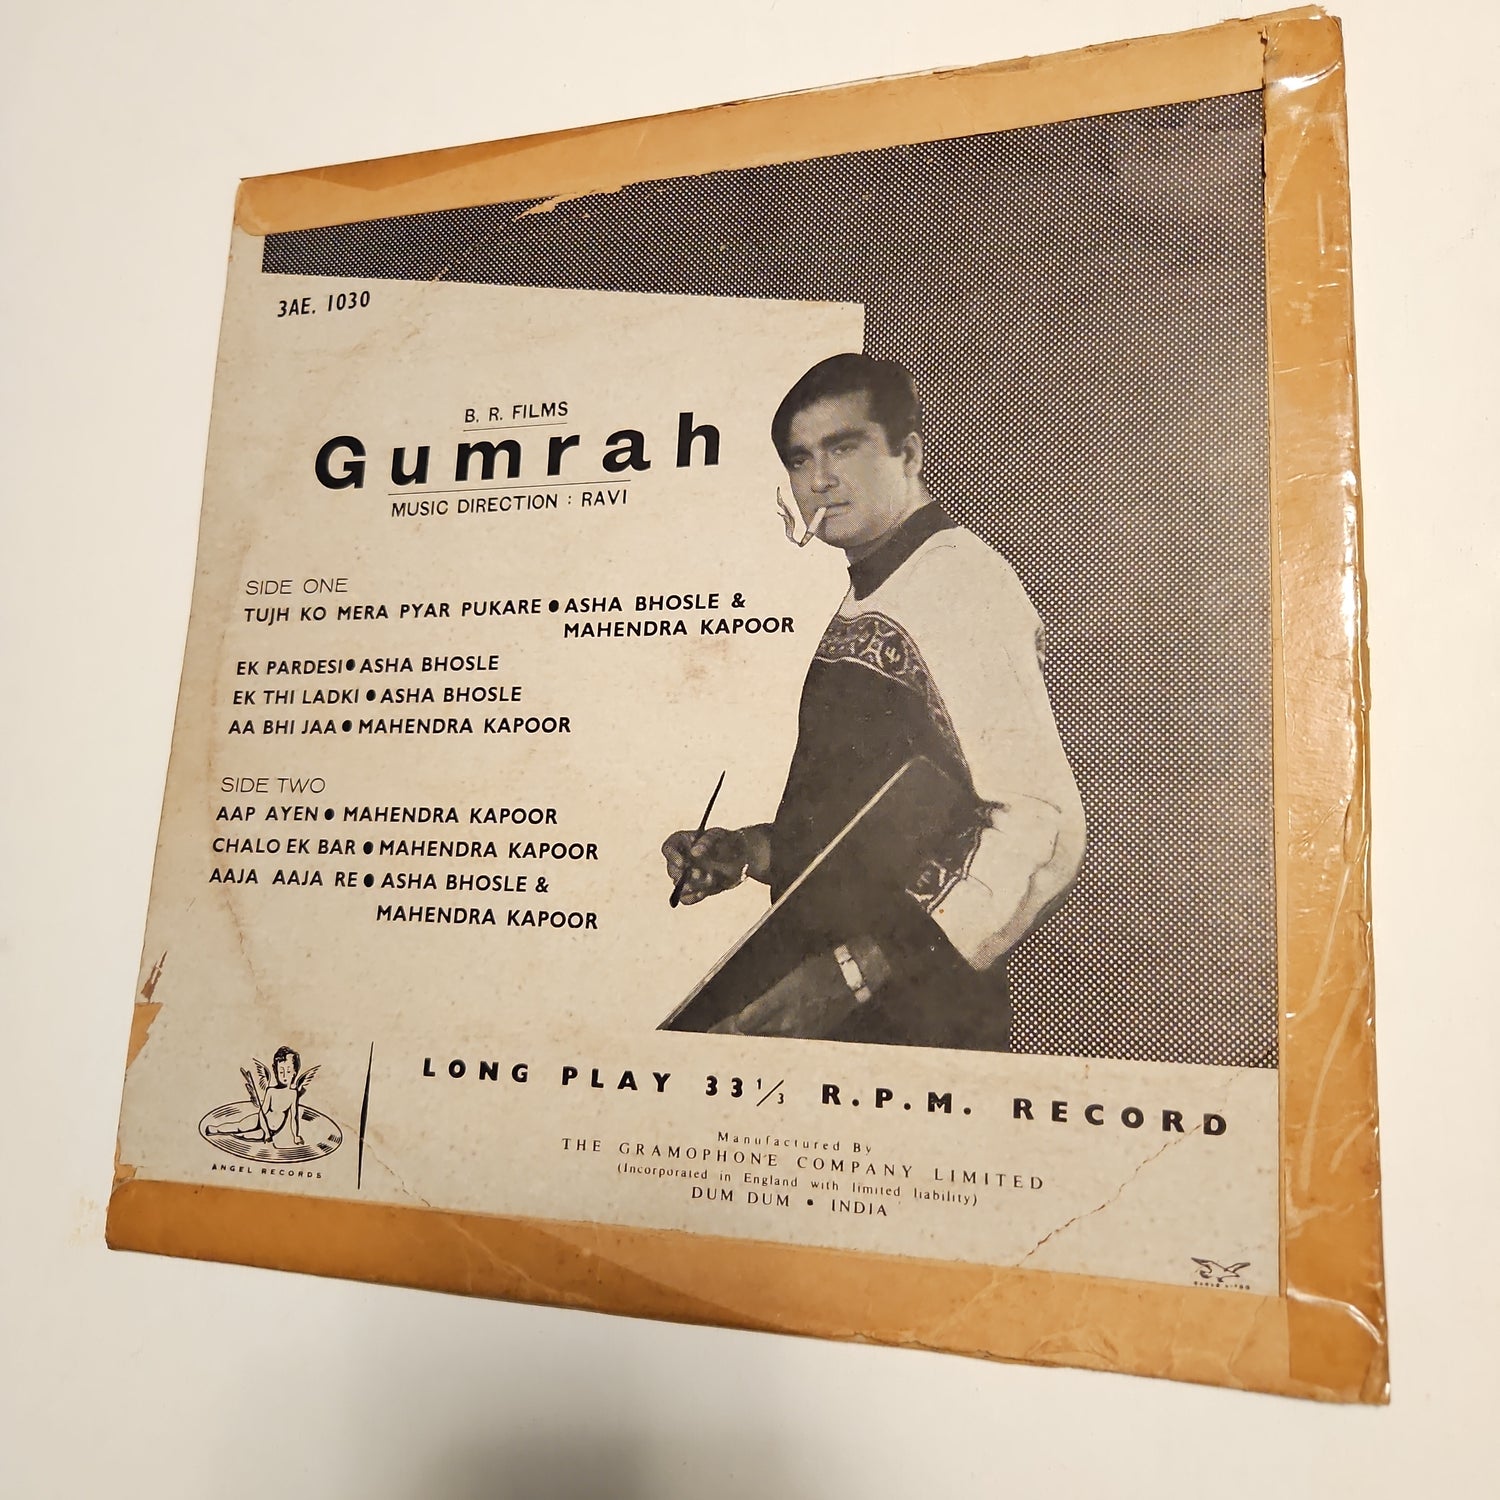 3AE. 1030
B. R. FILMS
Gumrah
MUSIC DIRECTION : RAVI
SIDE ONE
TUJH KO MERA PYAR PUKARE ● ASHA BHOSLE &
MAHENDRA KAPOOR
EK PARDESI ● ASHA BHOSLE
EK THI LADKI ● ASHA BHOSLE
AA BHI JAA ● MAHENDRA KAPOOR
SIDE TWO
AAP AYEN ● MAHENDRA KAPOOR
CHALO EK BAR ● MAHENDRA KAPOOR
AAJA AAJA RE ● ASHA BHOSLE &
MAHENDRA KAPOOR
ANGEL RECORDS
LONG PLAY 33 1/3 R.P.M. RECORD
Manufactured By
THE GRAMOPHONE COMPANY LIMITED
(Incorporated in England with limited liability)
DUM DUM • INDIA